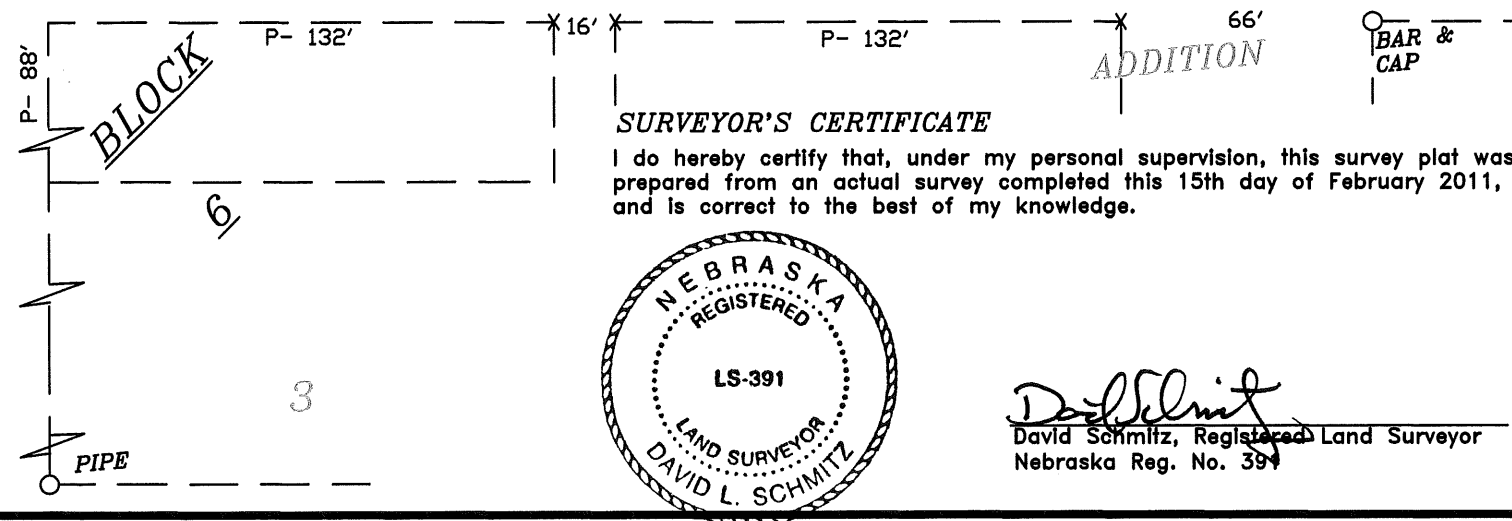 P- 132'
16'
P- 132'
66'
BAR &
CAP
P- 88'
BLOCK
6
ADDITION
SURVEYOR'S CERTIFICATE
I do hereby certify that, under my personal supervision, this survey plat was
prepared from an actual survey completed this 15th day of February 2011,
and is correct to the best of my knowledge.
NEBRASKA
REGISTERED
LS-391
LAND SURVEYOR
DAVID L. SCHMITZ
3
PIPE
David Schmitz
David Schmitz, Registered Land Surveyor
Nebraska Reg. No. 391